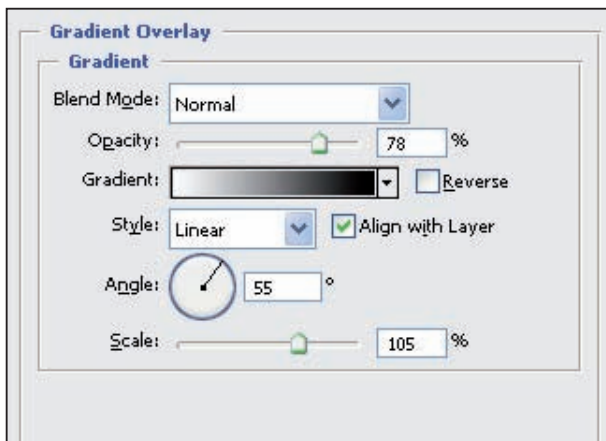 Gradient Overlay
Gradient
Blend Mode: Normal
Opacity: 78 %
Gradient: Reverse
Style: Linear Align with Layer
Angle: 55 °
Scale: 105 %